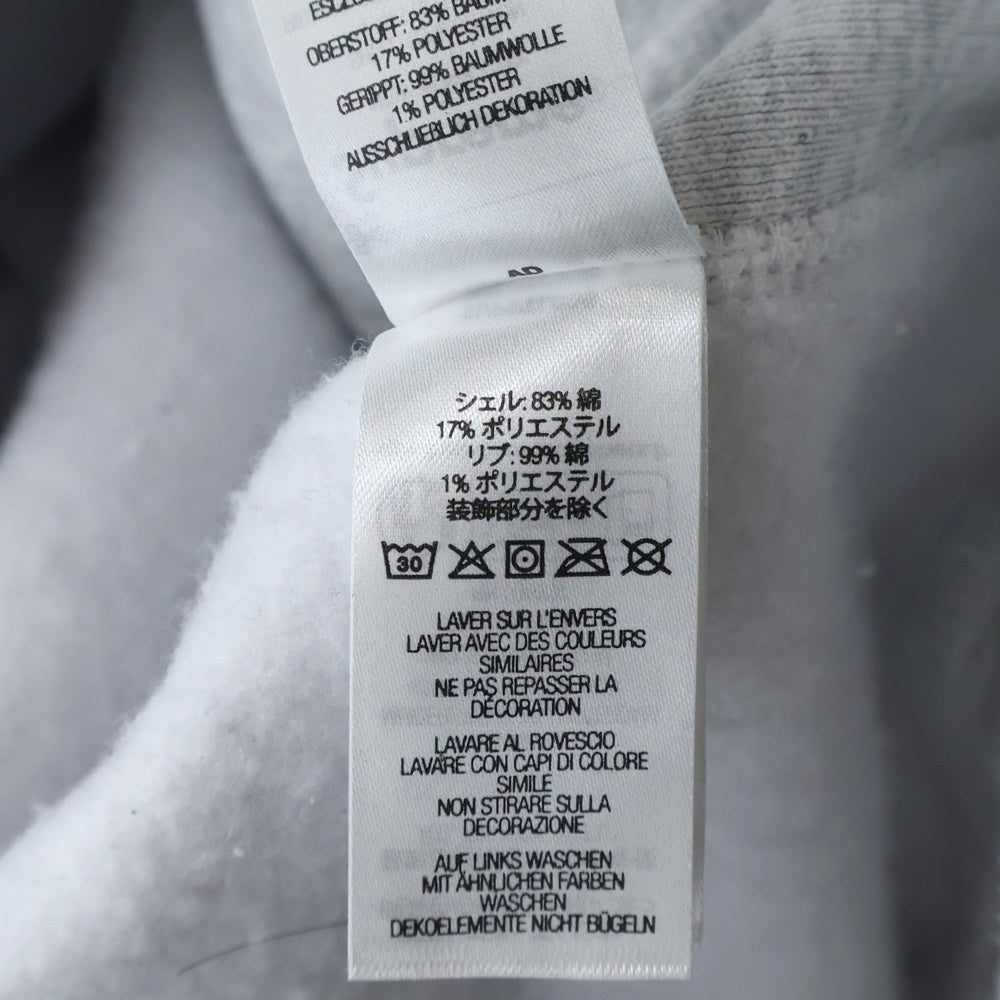 OBERSTOFF: 83%
17% POLYESTER
GERIPPT: 99% BAUMWOLLE
1% POLYESTER
AUSSCHLIEBLICH DEKORATION
AD
シェル: 83% 綿
17% ポリエステル
リブ: 99% 綿
1% ポリエステル
装飾部分を除く
30
LAVER SUR L'ENVERS
LAVER AVEC DES COULEURS
SIMILAIRES
NE PAS REPASSER LA
DÉCORATION
LAVARE AL ROVESCIO
LAVARE CON CAPI DI COLORE
SIMILE
NON STIRARE SULLA
DECORAZIONE
AUF LINKS WASCHEN
MIT ÄHNLICHEN FARBEN
WASCHEN
DEKOELEMENTE NICHT BÜGELN